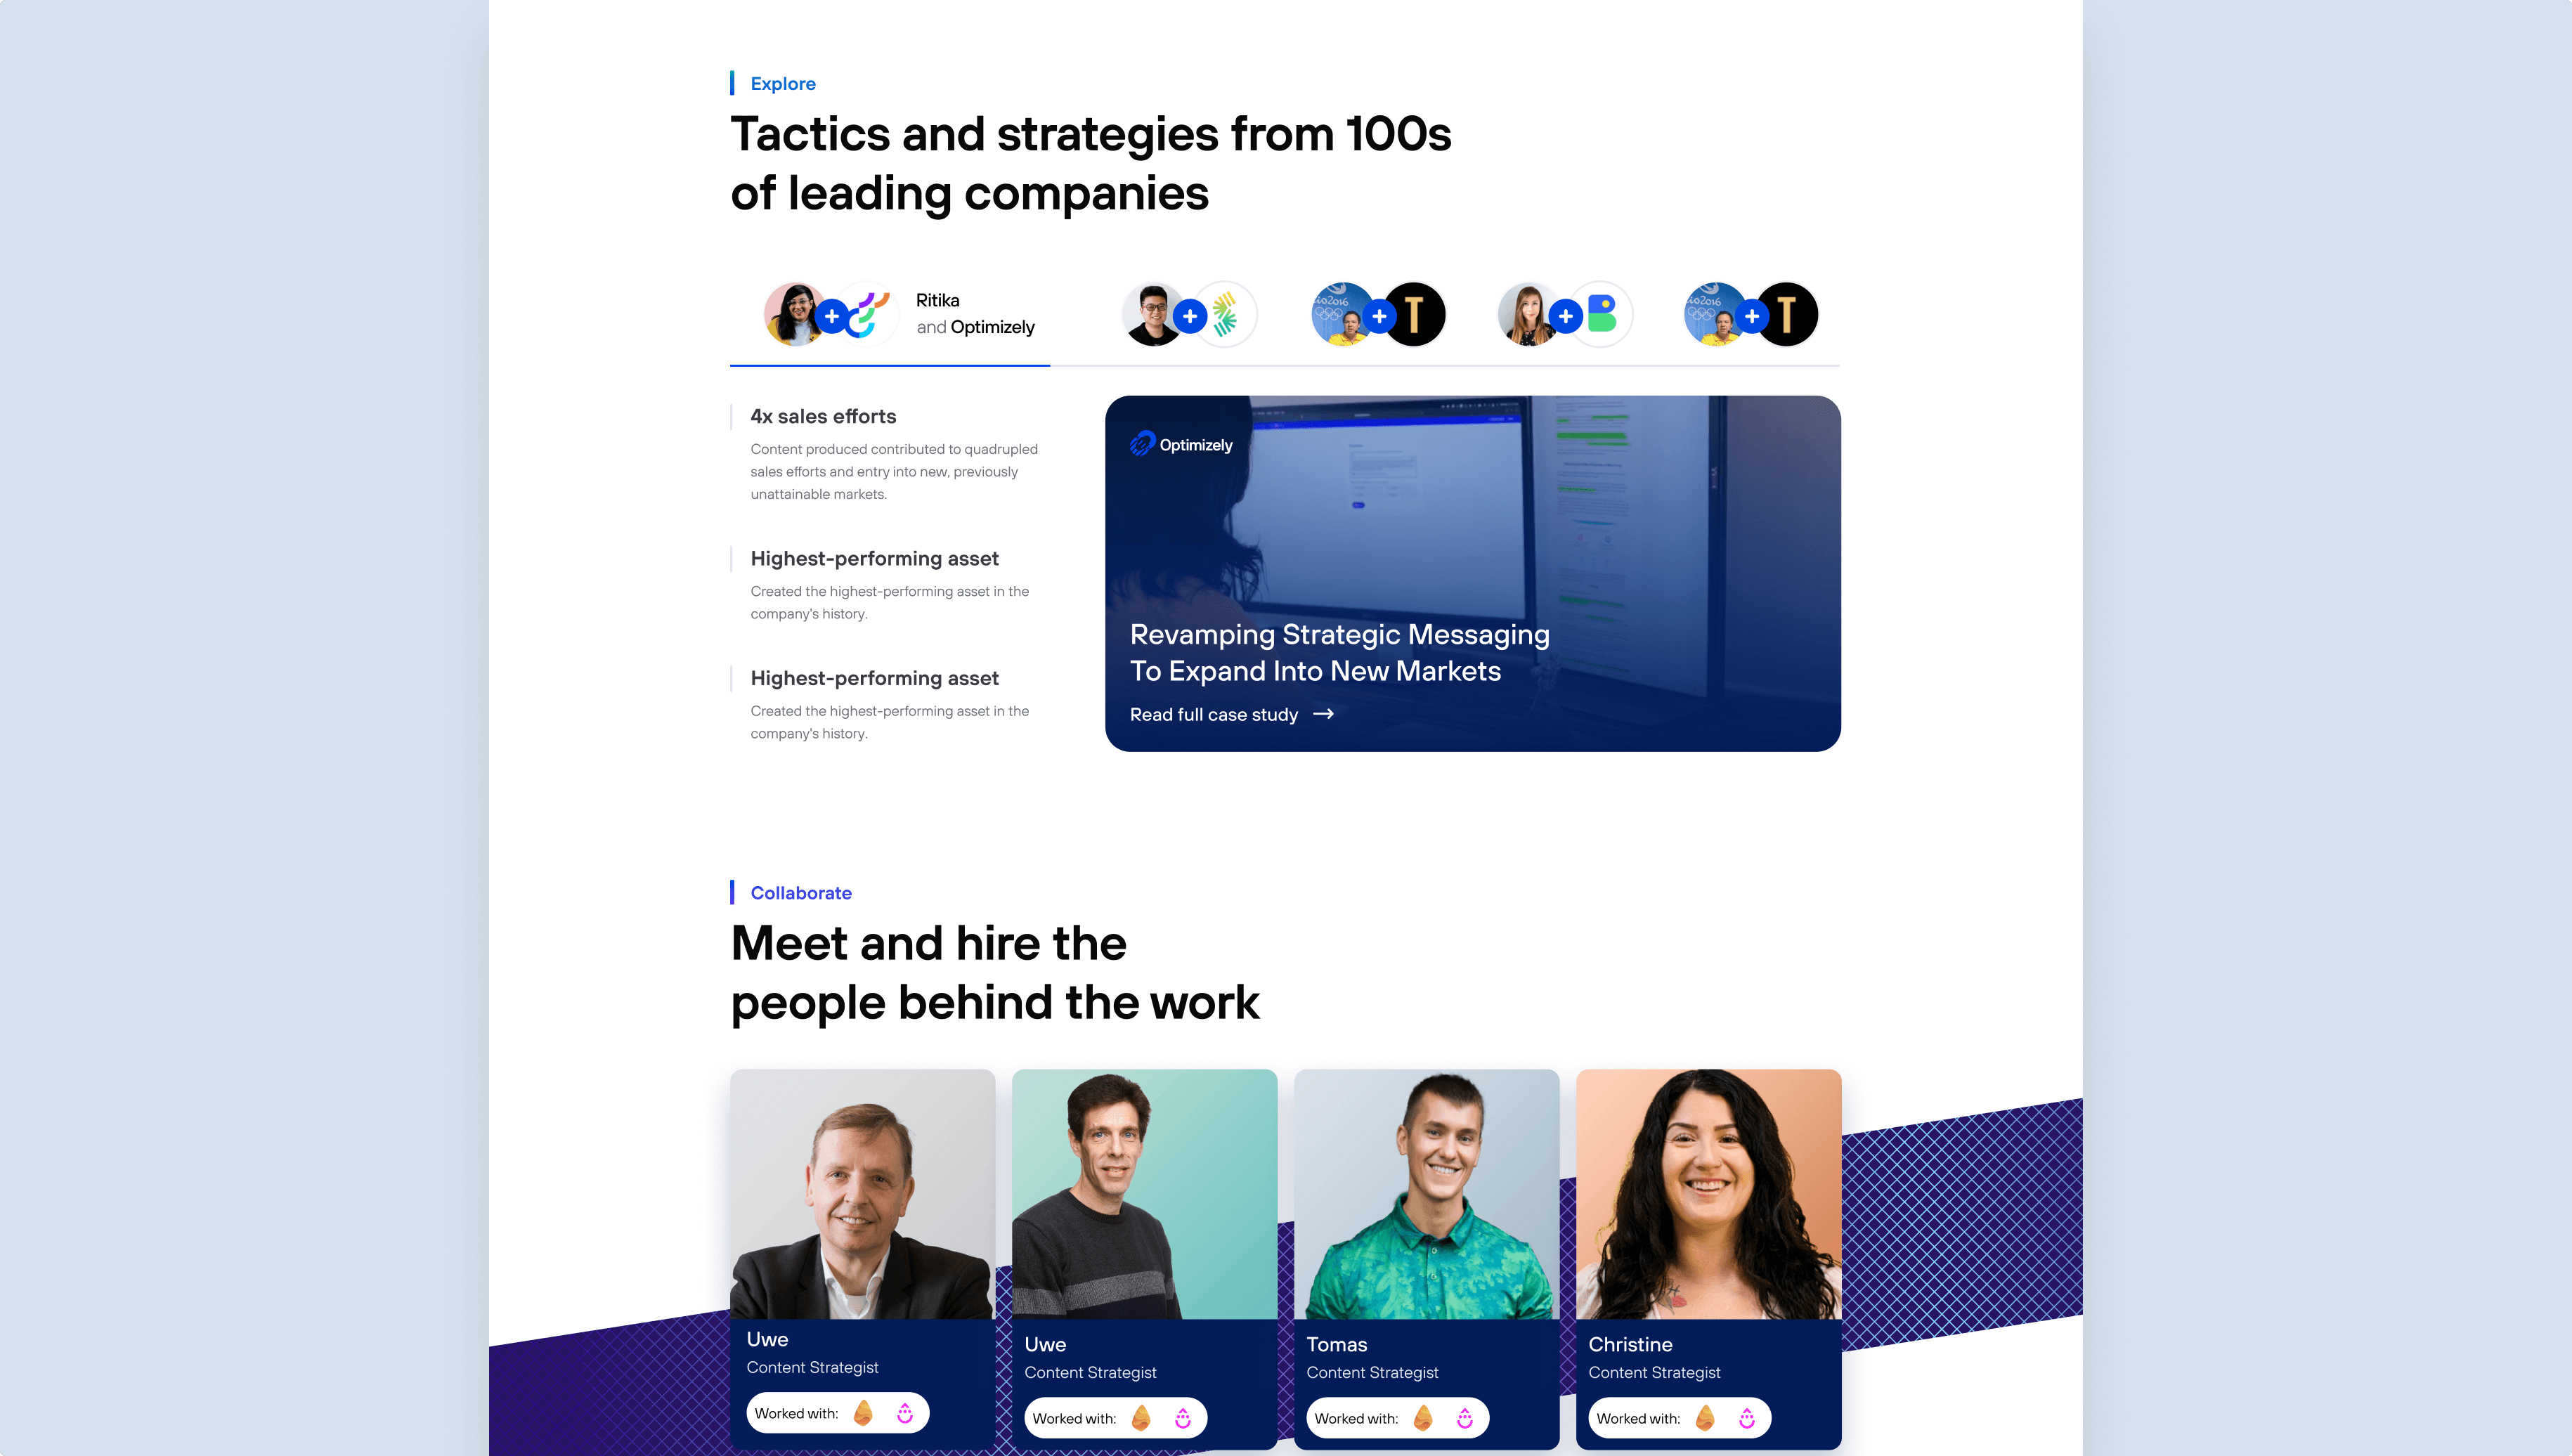 Explore
Tactics and strategies from 100s
of leading companies
Ritika
and Optimizely
4x sales efforts
Content produced contributed to quadrupled
sales efforts and entry into new, previously
unattainable markets.
Highest-performing asset
Created the highest-performing asset in the
company's history.
Highest-performing asset
Created the highest-performing asset in the
company's history.
Optimizely
Revamping Strategic Messaging
To Expand Into New Markets
Read full case study
Collaborate
Meet and hire the
people behind the work
Uwe
Content Strategist
Worked with:
Uwe
Content Strategist
Worked with:
Tomas
Content Strategist
Worked with:
Christine
Content Strategist
Worked with: